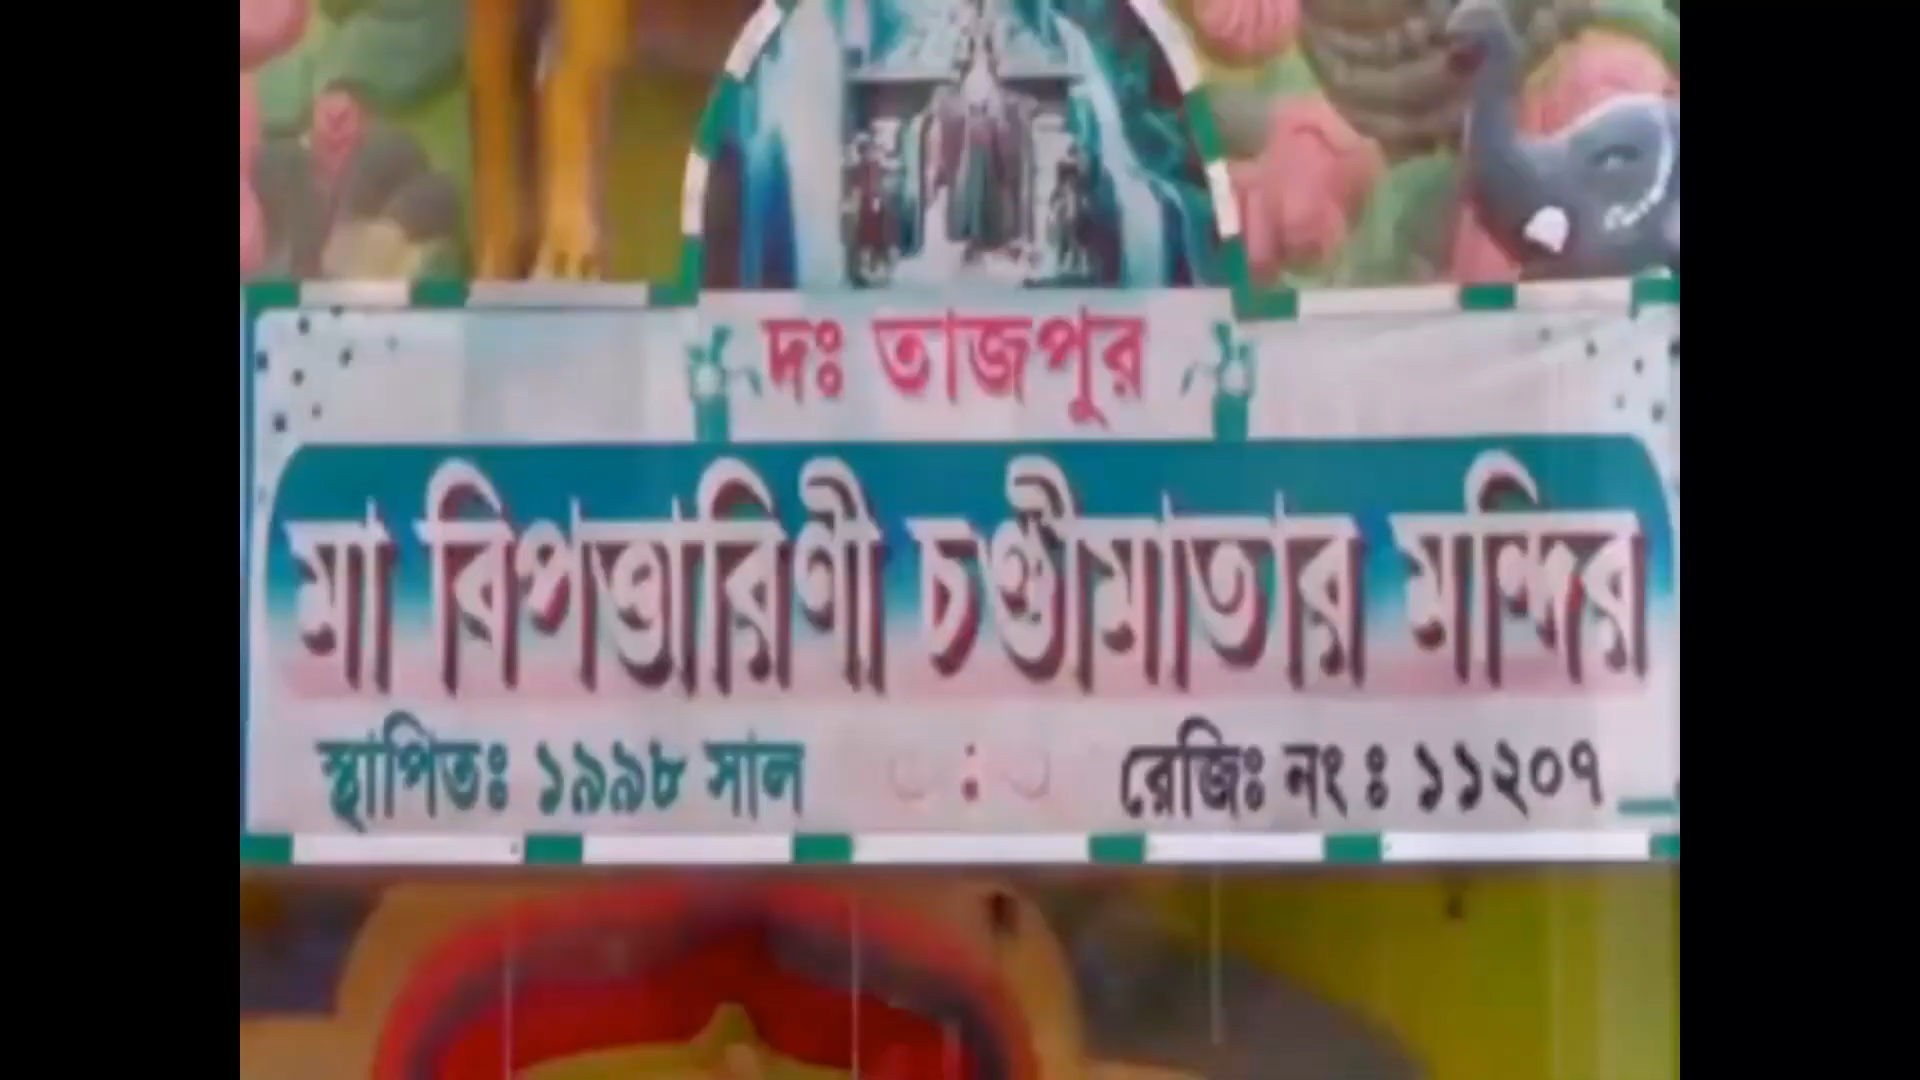 দঃ তাজপুর
মা বিপত্তারিণী চণ্ডীমাতার মন্দির
স্থাপিতঃ ১৯৯৮ সাল
রেজিঃ নং ঃ ১১২০৭